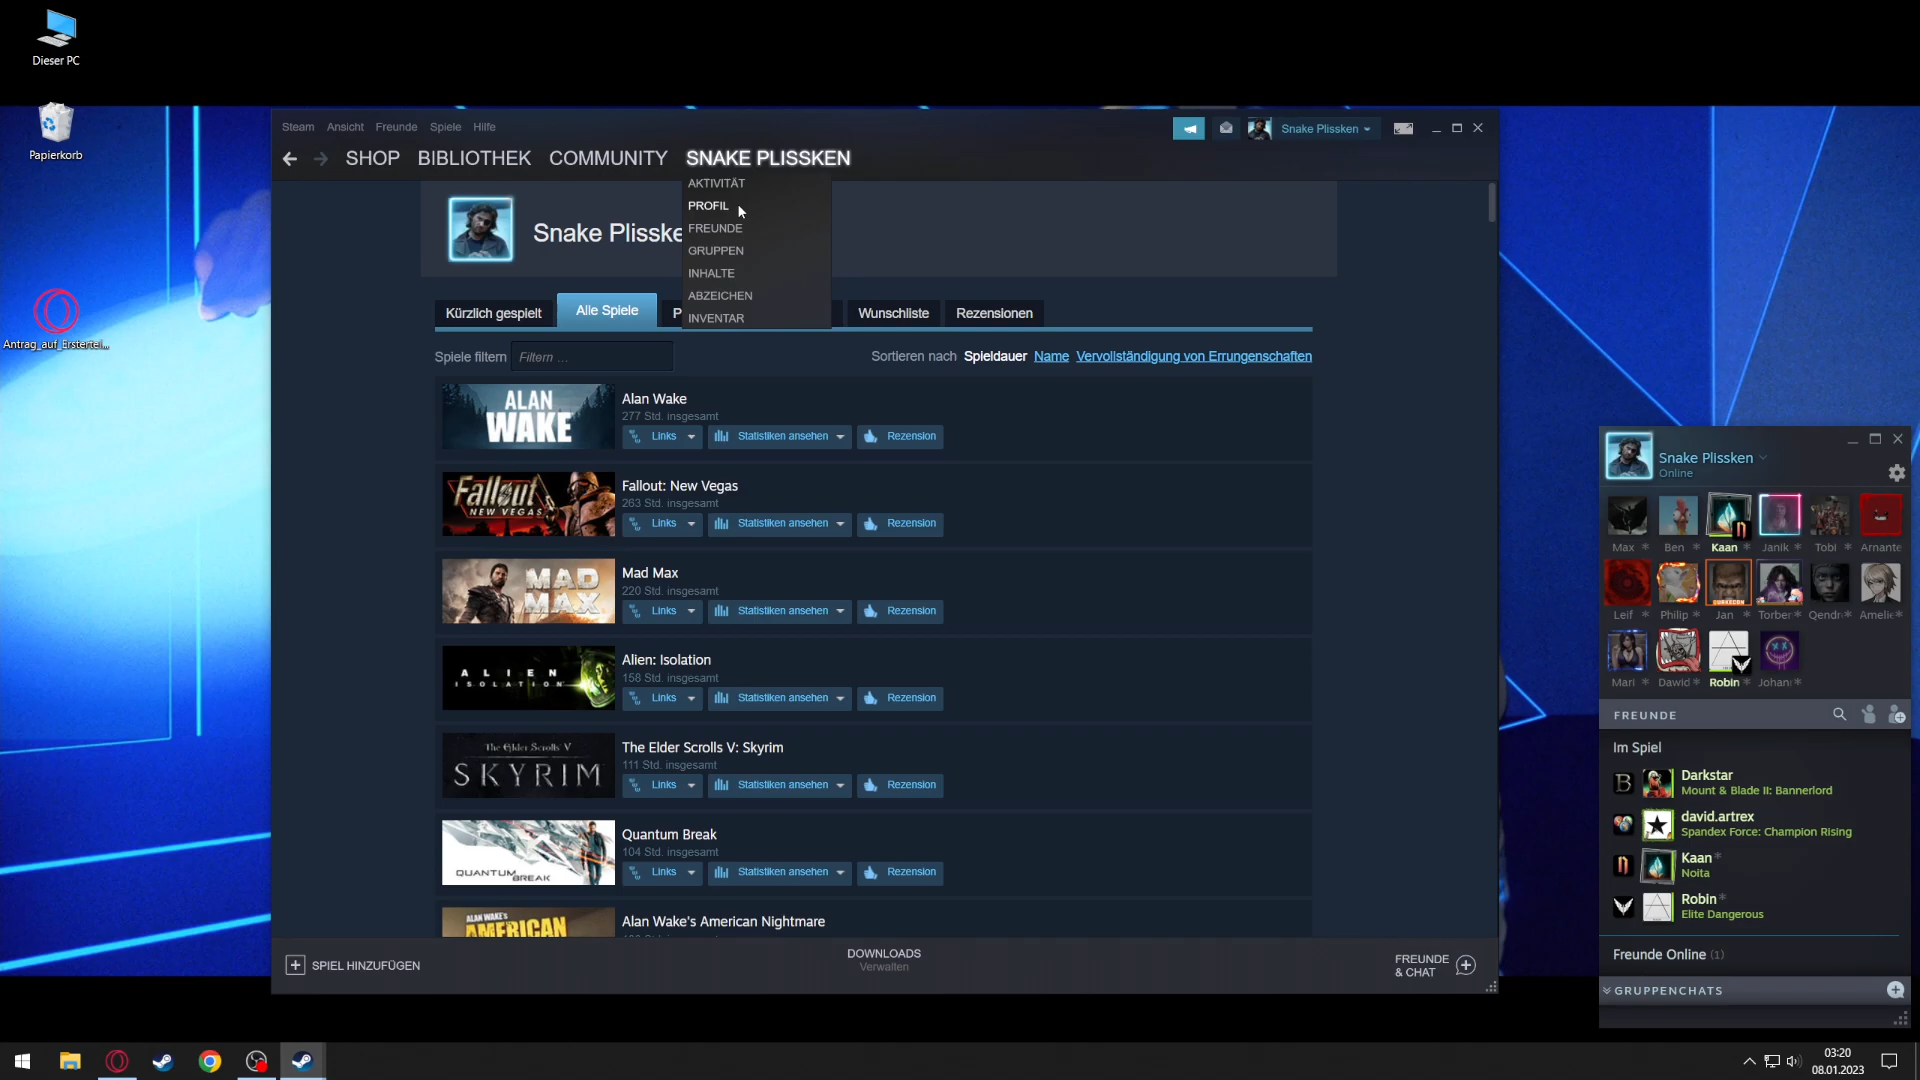 Dieser PC
Papierkorb
Antrag_auf_Erstertei...
Steam Ansicht Freunde Spiele Hilfe
Snake Plissken
SHOP BIBLIOTHEK COMMUNITY SNAKE PLISSKEN
AKTIVITÄT
PROFIL
FREUNDE
GRUPPEN
INHALTE
ABZEICHEN
INVENTAR
Snake Plisske
Kürzlich gespielt Alle Spiele P Wunschliste Rezensionen
Spiele filtern Filtern ... Sortieren nach Spieldauer Name Vervollständigung von Errungenschaften
ALAN WAKE
Alan Wake
277 Std. insgesamt
Links Statistiken ansehen Rezension
Fallout NEW VEGAS
Fallout: New Vegas
263 Std. insgesamt
Links Statistiken ansehen Rezension
MAD MAX
Mad Max
220 Std. insgesamt
Links Statistiken ansehen Rezension
ALIEN ISOLATION
Alien: Isolation
158 Std. insgesamt
Links Statistiken ansehen Rezension
The Elder Scrolls V
SKYRIM
The Elder Scrolls V: Skyrim
111 Std. insgesamt
Links Statistiken ansehen Rezension
QUANTUM BREAK
Quantum Break
104 Std. insgesamt
Links Statistiken ansehen Rezension
ALAN WAKE'S
AMERICAN
Alan Wake's American Nightmare
SPIEL HINZUFÜGEN
DOWNLOADS
Verwalten
FREUNDE
& CHAT
Snake Plissken
Online
Max * Ben * Kaan * Janik * Tobi * Arnante
Leif * Philip * Jan * Torber* Qendri* Amelie*
Mari * Dawid * Robin * Johan *
FREUNDE
Im Spiel
Darkstar
Mount & Blade II: Bannerlord
david.artrex
Spandex Force: Champion Rising
Kaan *
Noita
Robin *
Elite Dangerous
Freunde Online (1)
GRUPPENCHATS
03:20
08.01.2023